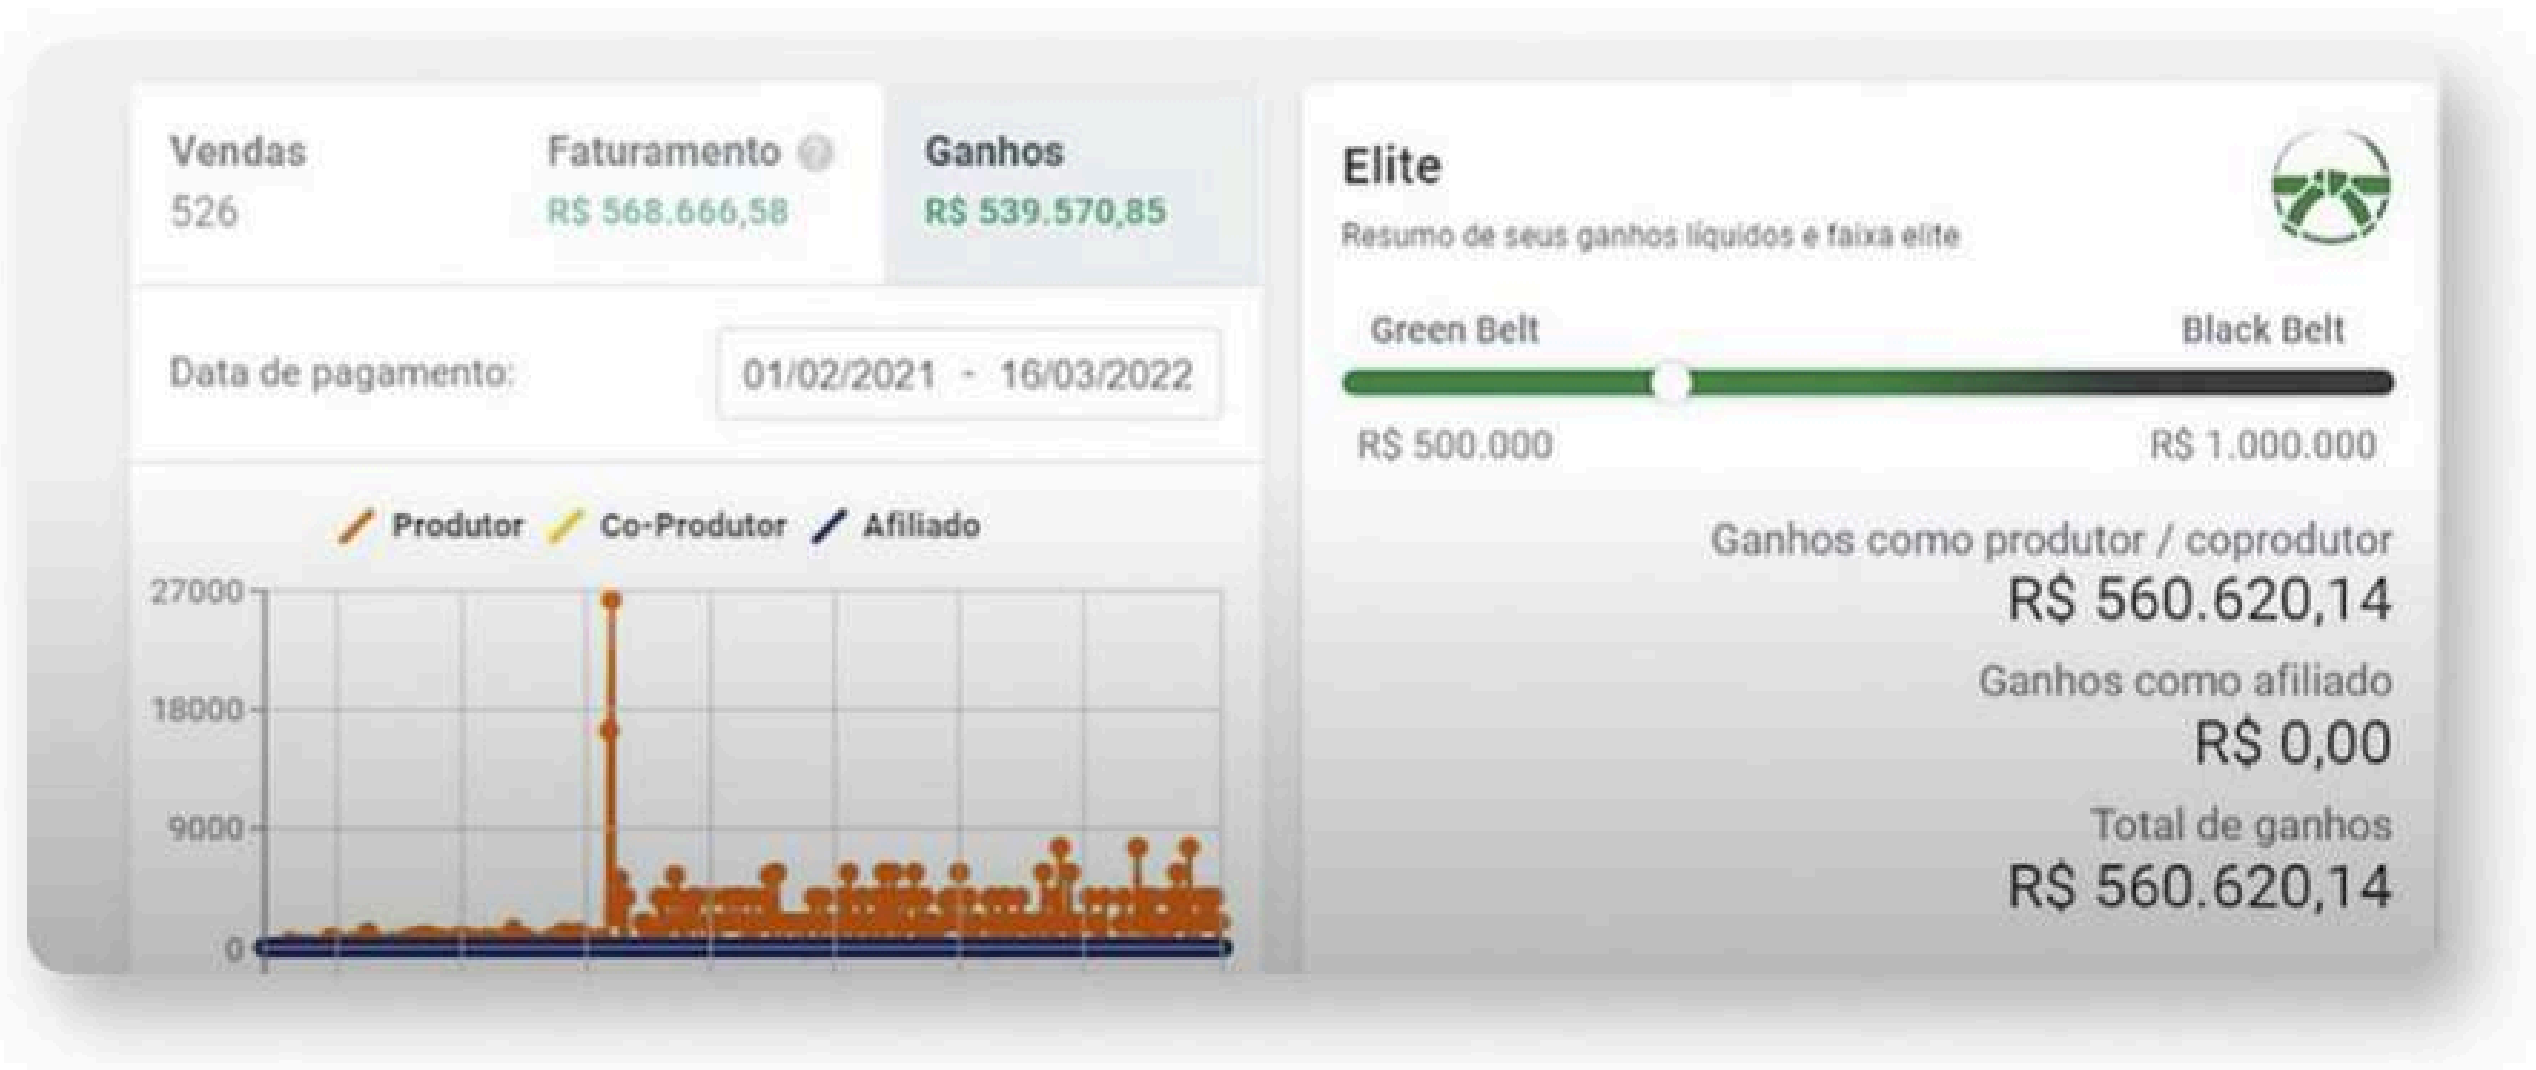 Vendas
526
Faturamento ?
R$ 568.666,58
Ganhos
R$ 539.570,85
Data de pagamento:
01/02/2021 - 16/03/2022
Produtor Co-Produtor Afiliado
27000
18000
9000
0
Elite
Resumo de seus ganhos líquidos e faixa elite
Green Belt Black Belt
R$ 500.000 R$ 1.000.000
Ganhos como produtor / coprodutor
R$ 560.620,14
Ganhos como afiliado
R$ 0,00
Total de ganhos
R$ 560.620,14